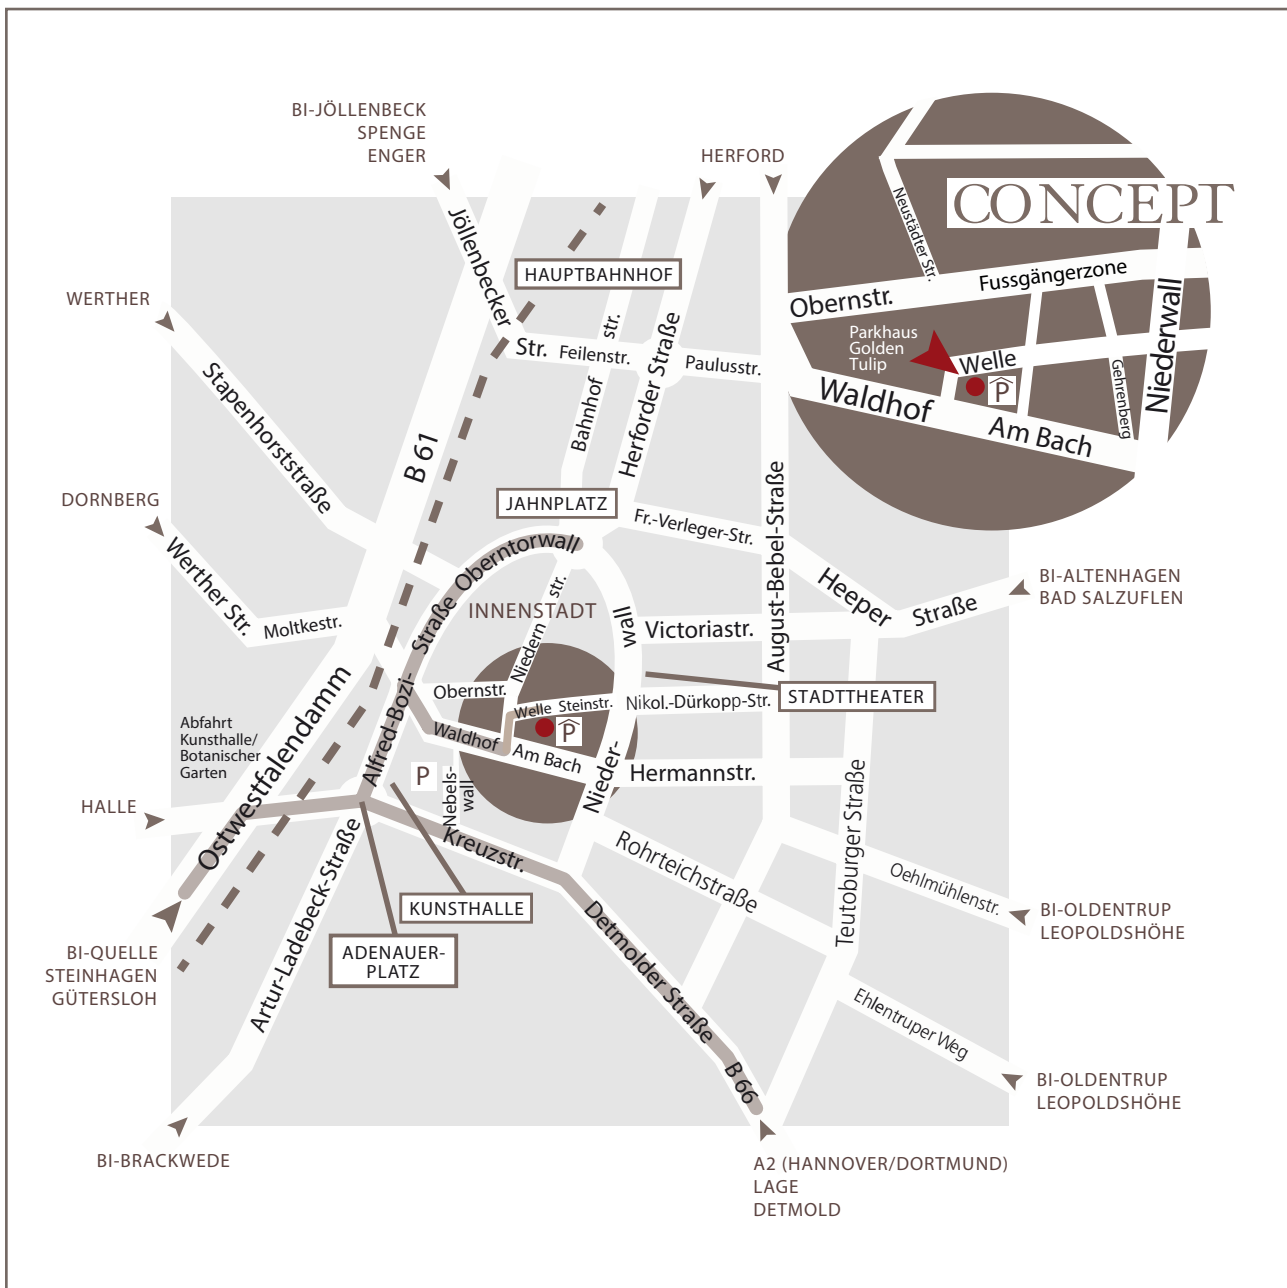 BI-JÖLLENBECK
SPENGE
ENGER
HERFORD
CONCEPT
Neustädter Str.
Fussgängerzone
Obernstr.
Niederwall
Parkhaus
Golden
Tulip
Welle
P
Gehrenberg
Waldhof
Am Bach
WERTHER
Jöllenbecker
Str.
HAUPTBAHNHOF
Feilenstr.
Paulusstr.
Bahnhof
str.
Herforder Straße
Stapenhorststraße
B 61
DORNBERG
JAHNPLATZ
Fr.-Verleger-Str.
August-Bebel-Straße
Heeper
Straße
BI-ALTENHAGEN
BAD SALZUFLEN
Werther Str.
Moltkestr.
Oberntorwall
INNENSTADT
Niedern
str.
wall
Victoriastr.
STADTTHEATER
Alfred-Bozi-
Straße
Obernstr.
Welle
Steinstr.
Nikol.-Dürkopp-Str.
Waldhof
Am Bach
P
Nieder-
Hermannstr.
Abfahrt
Kunsthalle/
Botanischer
Garten
Ostwestfalendamm
P
Nebels-
wall
Kreuzstr.
HALLE
Rohrteichstraße
Teutoburger Straße
Oehlmühlenstr.
BI-OLDENTRUP
LEOPOLDSHÖHE
KUNSTHALLE
ADENAUER-
PLATZ
BI-QUELLE
STEINHAGEN
GÜTERSLOH
Artur-Ladebeck-Straße
Detmolder Straße
B 66
Ehlentruper Weg
BI-OLDENTRUP
LEOPOLDSHÖHE
BI-BRACKWEDE
A2 (HANNOVER/DORTMUND)
LAGE
DETMOLD